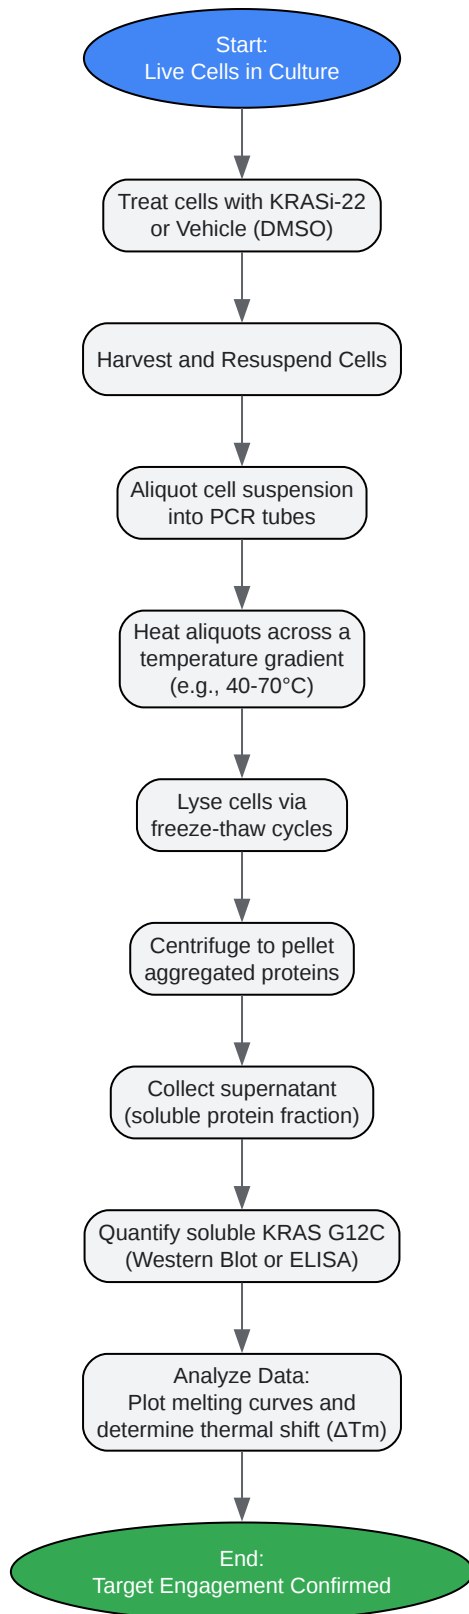 Start:
Live Cells in Culture
Treat cells with KRASi-22
or Vehicle (DMSO)
Harvest and Resuspend Cells
Aliquot cell suspension
into PCR tubes
Heat aliquots across a
temperature gradient
(e.g., 40-70°C)
Lyse cells via
freeze-thaw cycles
Centrifuge to pellet
aggregated proteins
Collect supernatant
(soluble protein fraction)
Quantify soluble KRAS G12C
(Western Blot or ELISA)
Analyze Data:
Plot melting curves and
determine thermal shift (ΔTm)
End:
Target Engagement Confirmed